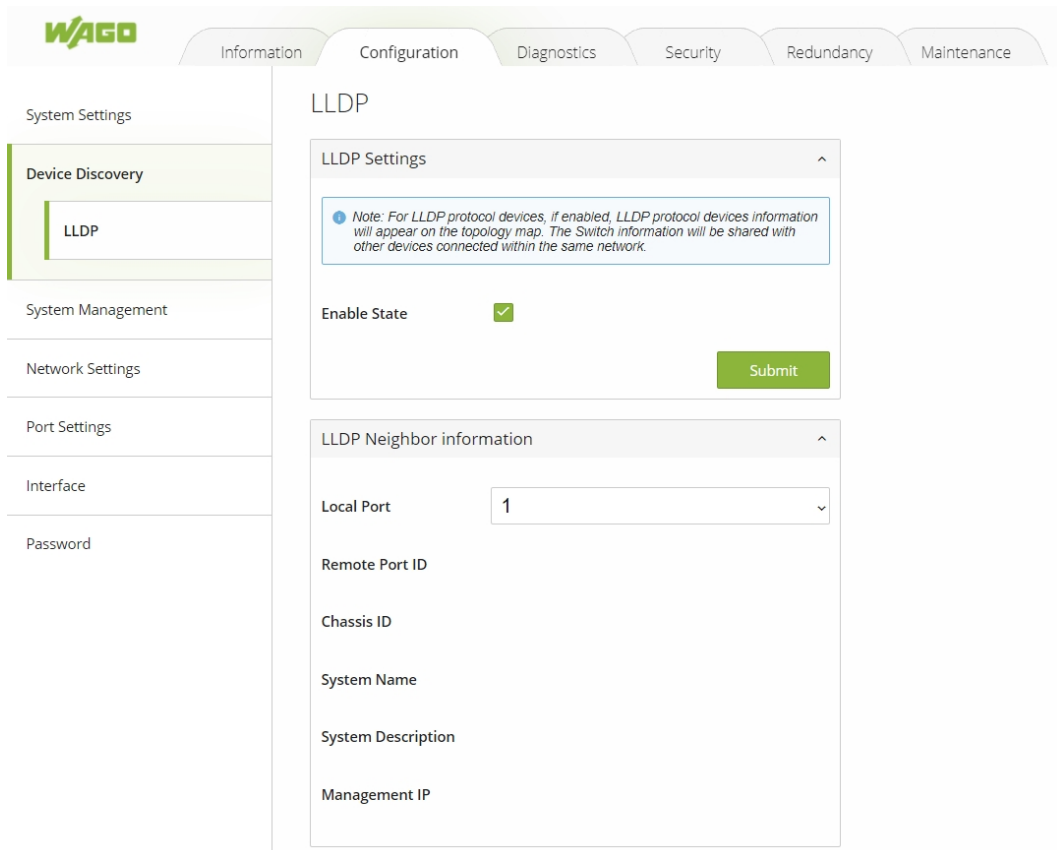 WAGO
Information Configuration Diagnostics Security Redundancy Maintenance
System Settings
Device Discovery
LLDP
System Management
Network Settings
Port Settings
Interface
Password
LLDP
LLDP Settings
Note: For LLDP protocol devices, if enabled, LLDP protocol devices information
will appear on the topology map. The Switch information will be shared with
other devices connected within the same network.
Enable State
Submit
LLDP Neighbor information
Local Port 1
Remote Port ID
Chassis ID
System Name
System Description
Management IP